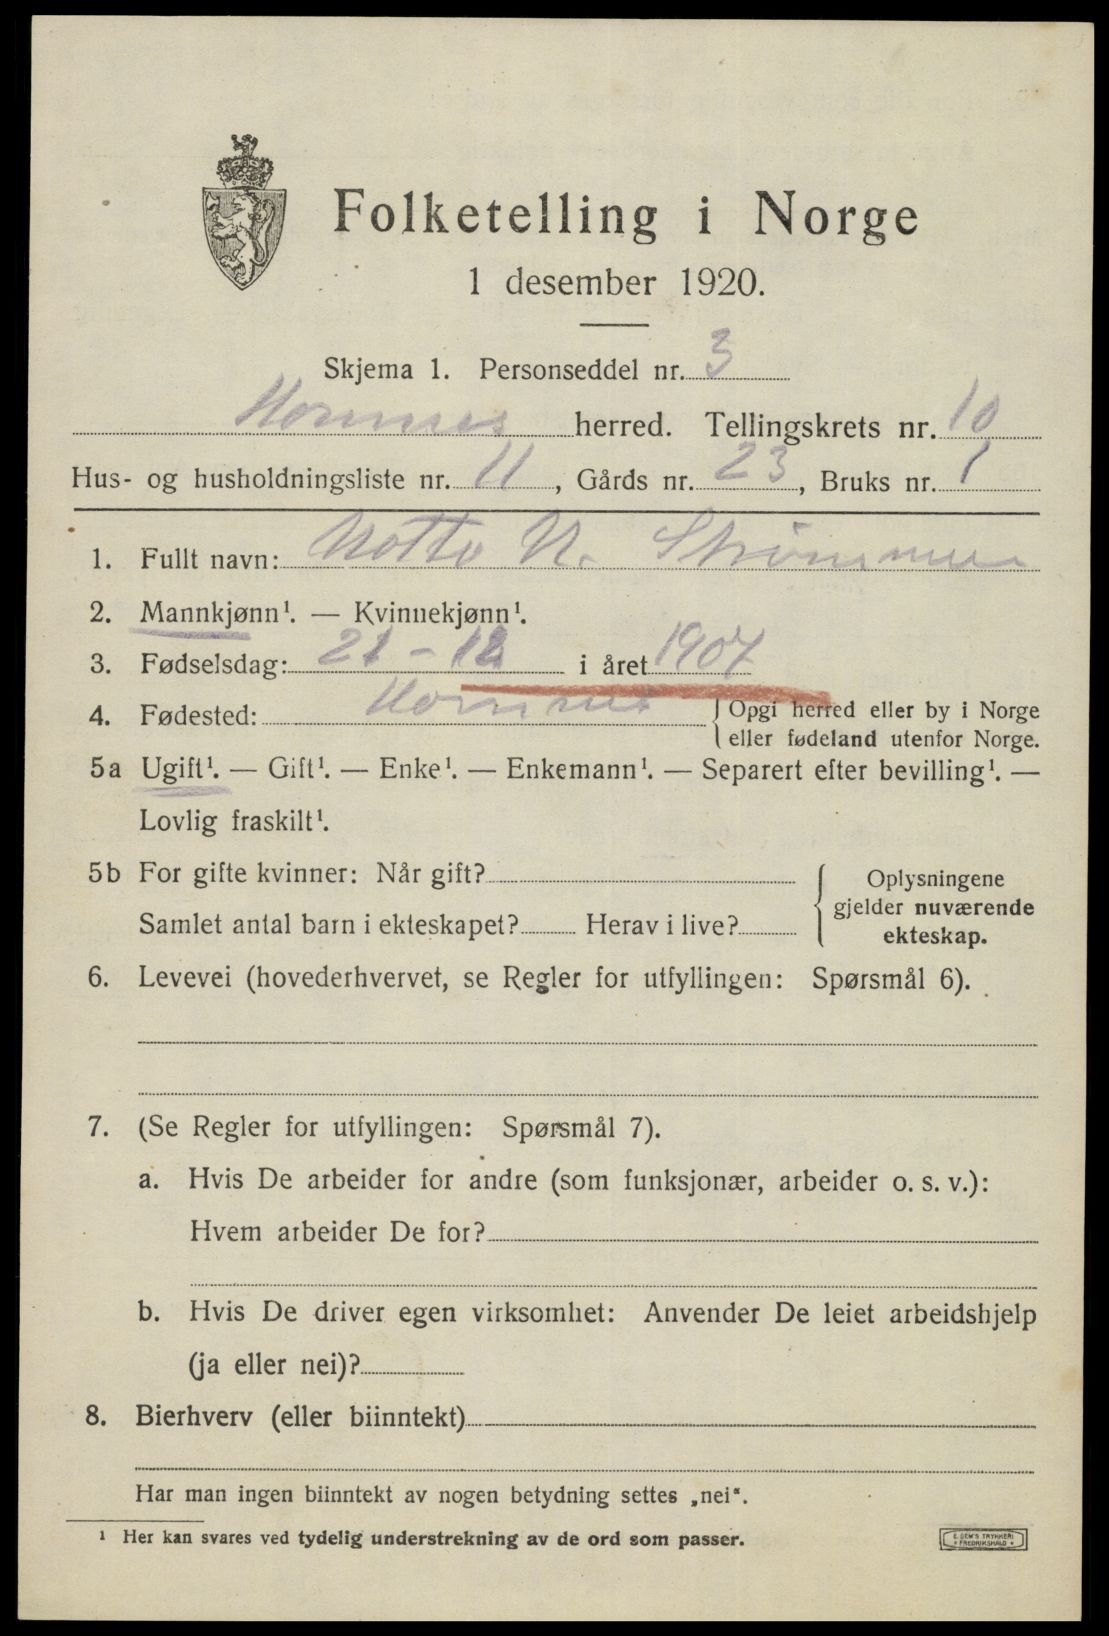 Folketelling i Norge
1 desember 1920.
Skjema 1. Personseddel nr. 3
Hornnes herred. Tellingskrets nr. 10
Hus- og husholdningsliste nr. 11, Gårds nr. 23, Bruks nr. 1
1. Fullt navn: Notto N.
2. Mannkjønn¹. — Kvinnekjønn¹.
3. Fødselsdag: 21 - 12 i året 1907
4. Fødested: Hornnes {Opgi herred eller by i Norge
eller fødeland utenfor Norge.
5a Ugift¹. — Gift¹. — Enke¹. — Enkemann¹. — Separert efter bevilling¹. —
Lovlig fraskilt¹.
5b For gifte kvinner: Når gift?
Samlet antal barn i ekteskapet? Herav i live?
{Oplysningene
gjelder nuværende
ekteskap.
6. Levevei (hovederhvervet, se Regler for utfyllingen: Spørsmål 6).
7. (Se Regler for utfyllingen: Spørsmål 7).
a. Hvis De arbeider for andre (som funksjonær, arbeider o. s. v.):
Hvem arbeider De for?
b. Hvis De driver egen virksomhet: Anvender De leiet arbeidshjelp
(ja eller nei)?
8. Bierhverv (eller biinntekt)
Har man ingen biinntekt av nogen betydning settes „nei".
¹ Her kan svares ved tydelig understrekning av de ord som passer.
E. SEM'S TRYKKERI
FREDRIKSHALD